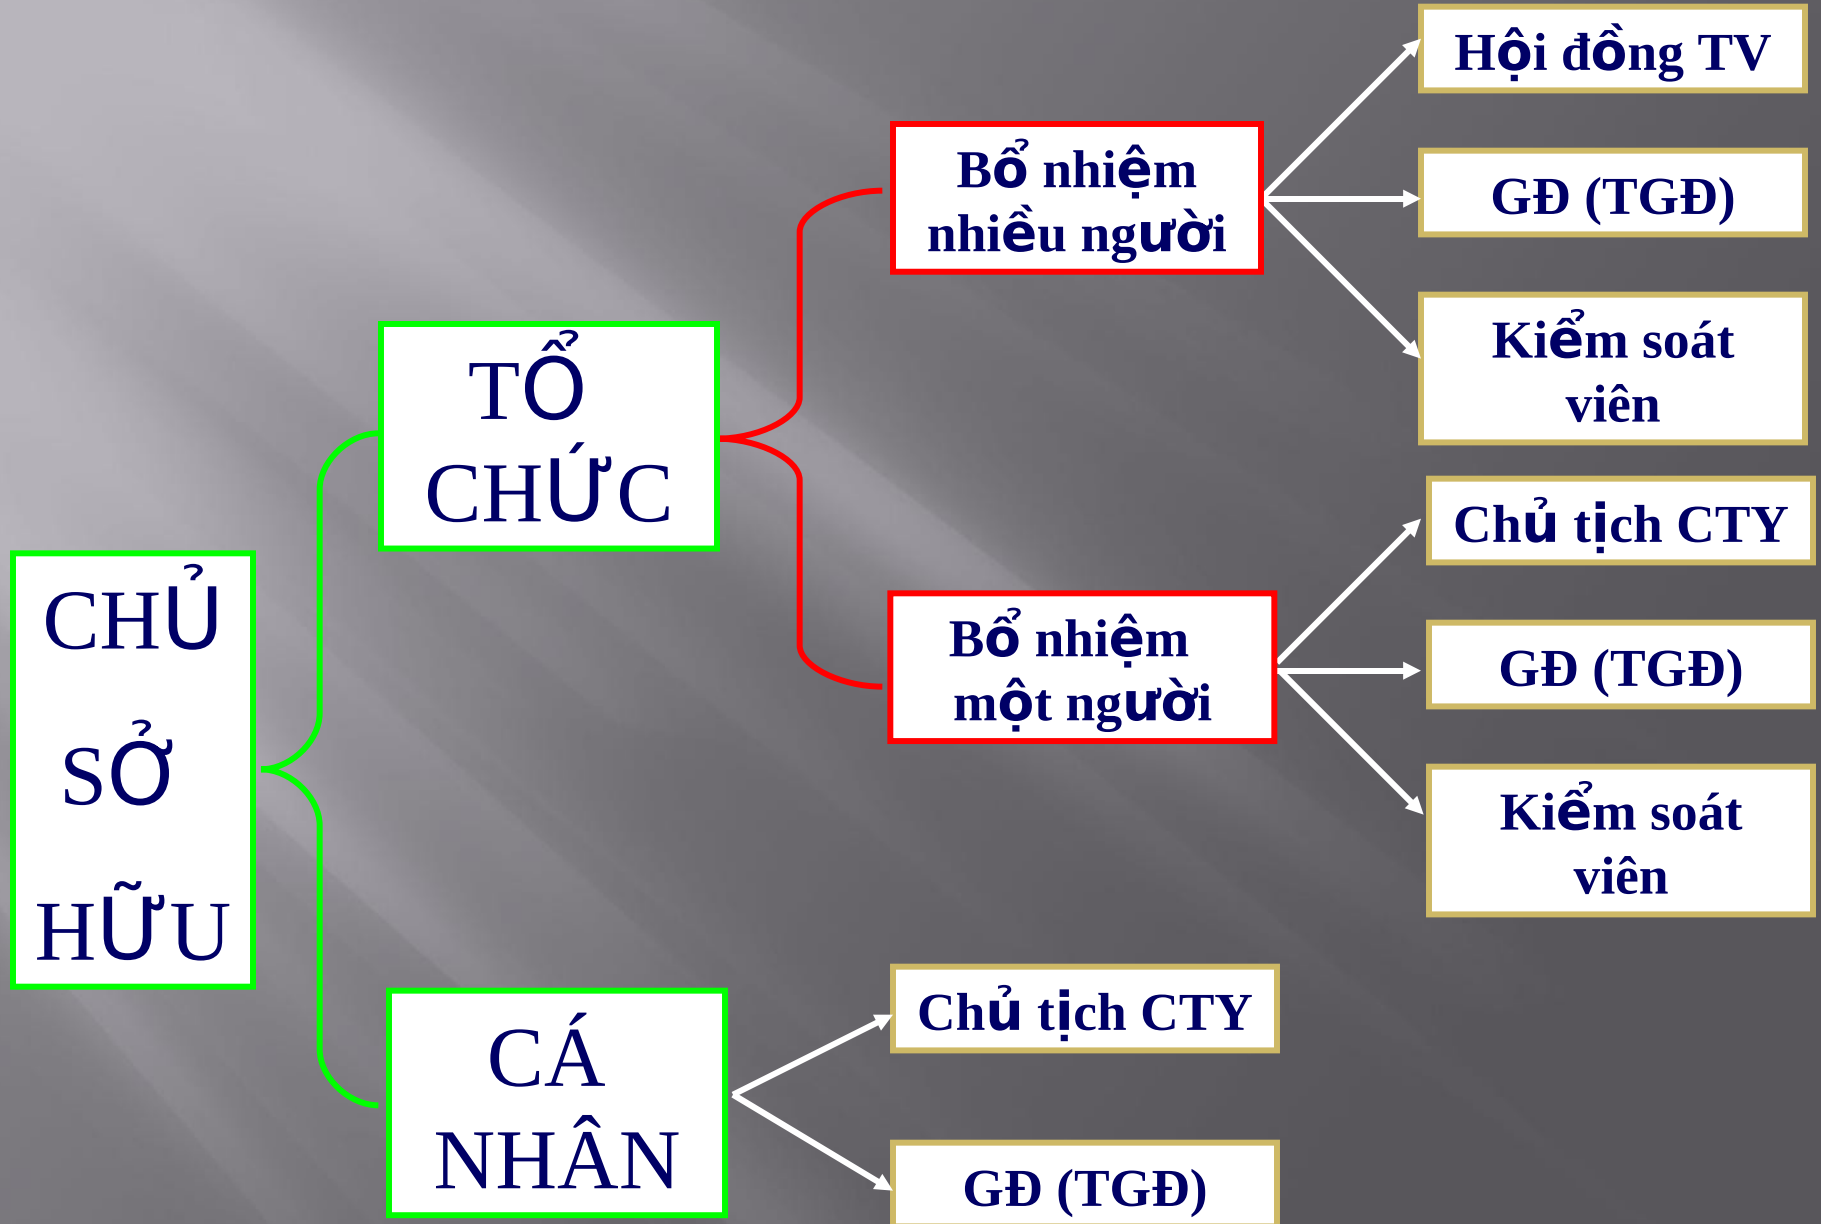 CHỦ
SỞ
HỮU
TỔ
CHỨC
Bổ nhiệm
nhiều người
Hội đồng TV
GĐ (TGĐ)
Kiểm soát
viên
Bổ nhiệm
một người
Chủ tịch CTY
GĐ (TGĐ)
Kiểm soát
viên
CÁ
NHÂN
Chủ tịch CTY
GĐ (TGĐ)